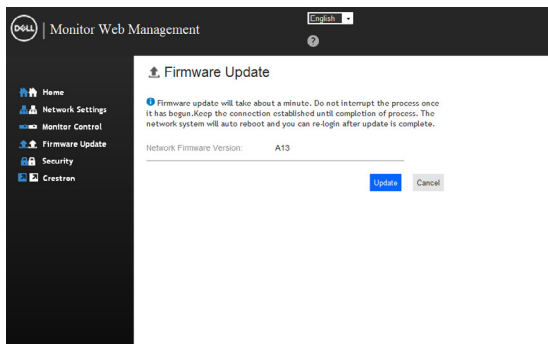 DELL | Monitor Web Management
English
?
Firmware Update
Home
Network Settings
Monitor Control
Firmware Update
Security
Crestron
Firmware update will take about a minute. Do not interrupt the process once
it has begun.Keep the connection established until completion of process. The
network system will auto reboot and you can re-login after update is complete.
Network Firmware Version: A13
Update Cancel